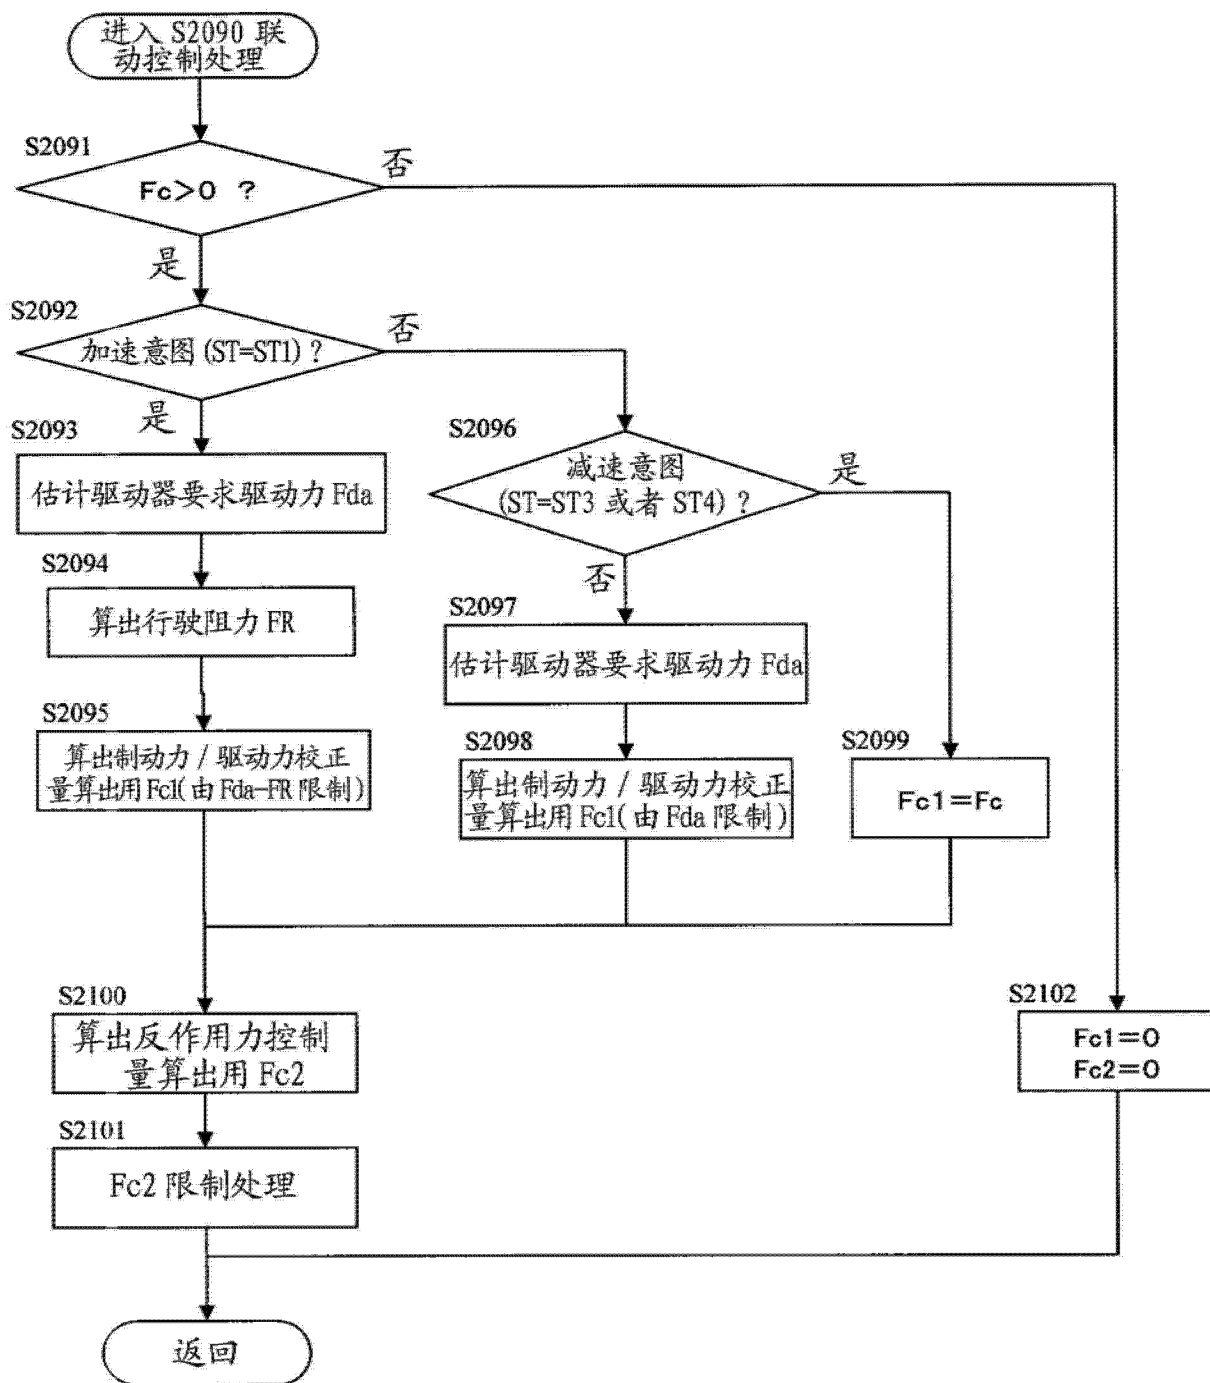 进入 S2090 联
动控制处理
S2091
Fc>0 ?
否
是
S2092
加速意图 (ST=ST1) ?
否
是
S2093
估计驱动器要求驱动力 Fda
S2094
算出行驶阻力 FR
S2095
算出制动力 / 驱动力校正
量算出用 Fc1(由 Fda-FR 限制)
S2096
减速意图
(ST=ST3 或者 ST4) ?
是
否
S2097
估计驱动器要求驱动力 Fda
S2098
算出制动力 / 驱动力校正
量算出用 Fc1(由 Fda 限制)
S2099
Fc1=Fc
S2100
算出反作用力控制
量算出用 Fc2
S2101
Fc2 限制处理
S2102
Fc1=0
Fc2=0
返回